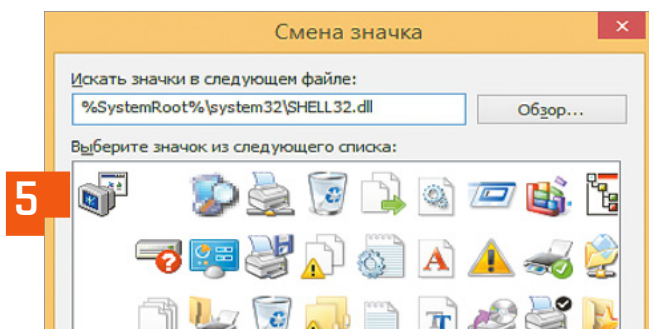 Смена значка
Искать значки в следующем файле:
%SystemRoot%\system32\SHELL32.dll
Обзор...
Выберите значок из следующего списка:
5